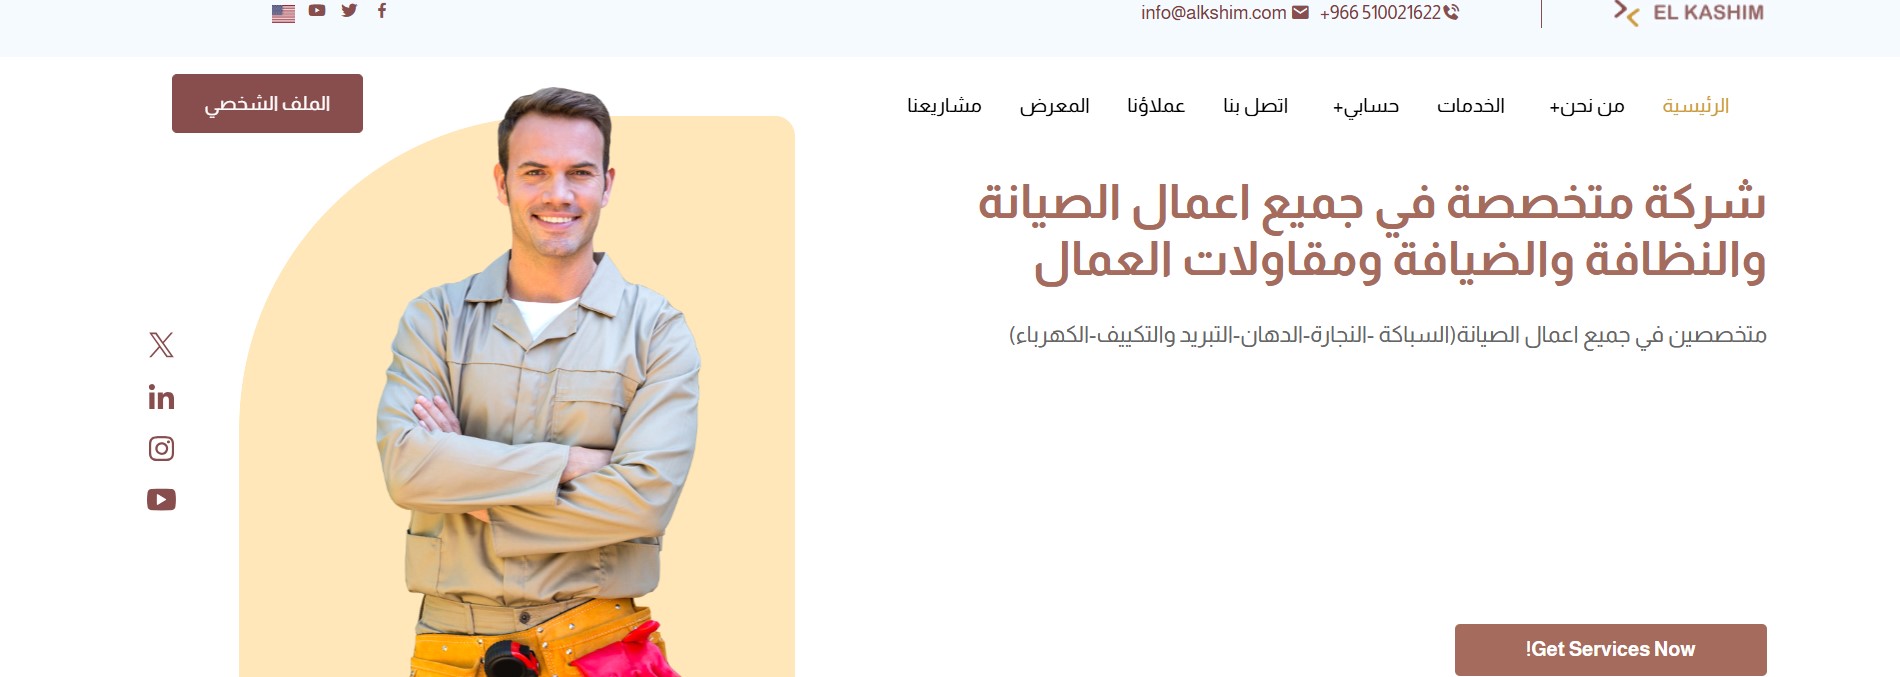 EL KASHIM
+966 510021622
info@alkshim.com
الرئيسية
من نحن+
الخدمات
حسابي+
اتصل بنا
عملاؤنا
المعرض
مشاريعنا
الملف الشخصي
شركة متخصصة في جميع اعمال الصيانة
والنظافة والضيافة ومقاولات العمال
متخصصين في جميع اعمال الصيانة(السباكة -النجارة-الدهان-التبريد والتكييف-الكهرباء)
!Get Services Now